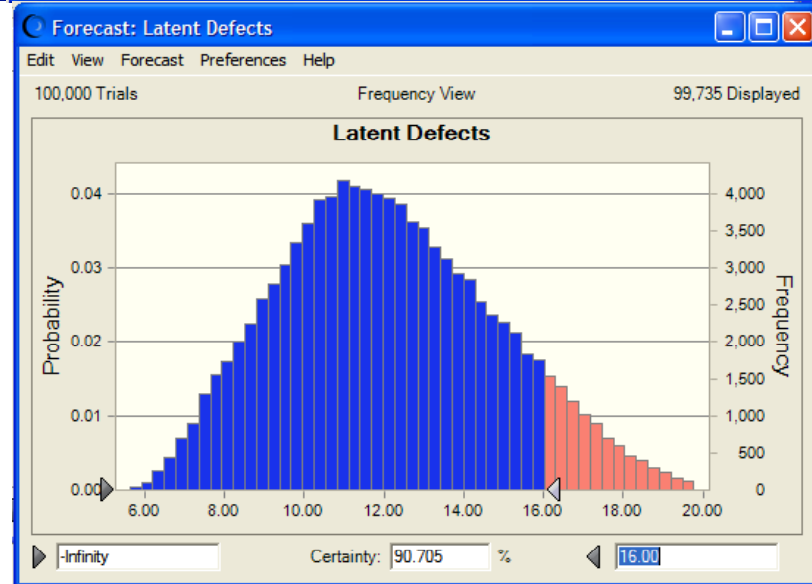 Forecast: Latent Defects
Edit View Forecast Preferences Help
100,000 Trials Frequency View 99,735 Displayed
Latent Defects
0.04 4,000
3,500
0.03 3,000
2,500
0.02 2,000
1,500
0.01 1,000
500
0.00 0
Probability
Frequency
6.00 8.00 10.00 12.00 14.00 16.00 18.00 20.00
-Infinity Certainty: 90.705 % 16.00